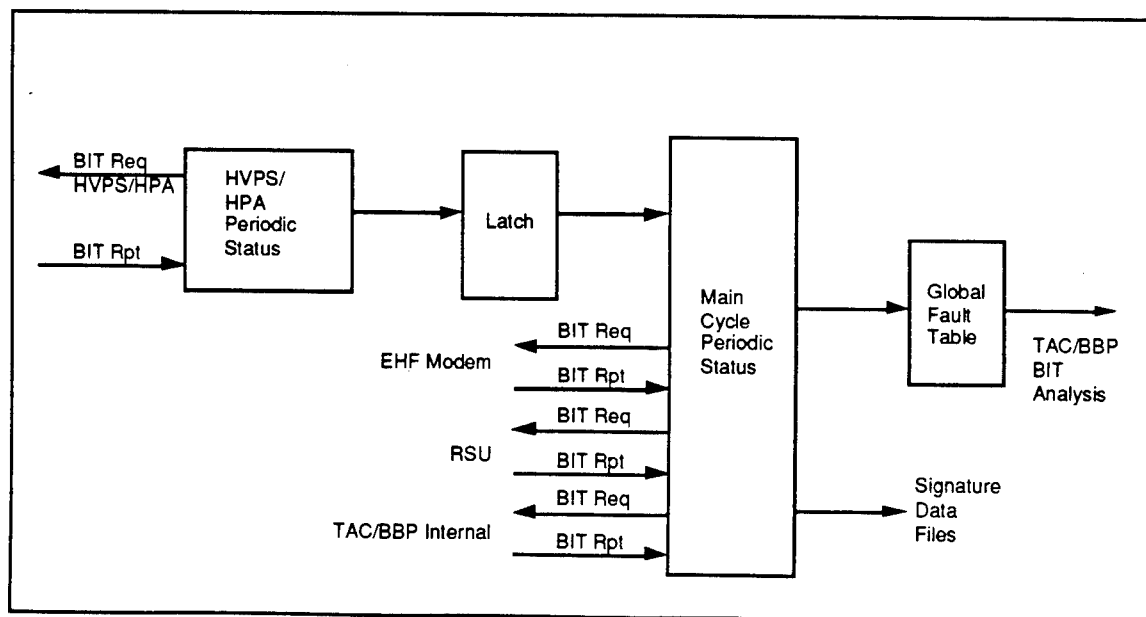 BIT Req
HVPS/HPA
BIT Rpt
HVPS/
HPA
Periodic
Status
Latch
EHF Modem
BIT Req
BIT Rpt
RSU
BIT Req
BIT Rpt
TAC/BBP Internal
BIT Req
BIT Rpt
Main
Cycle
Periodic
Status
Global
Fault
Table
TAC/BBP
BIT
Analysis
Signature
Data
Files